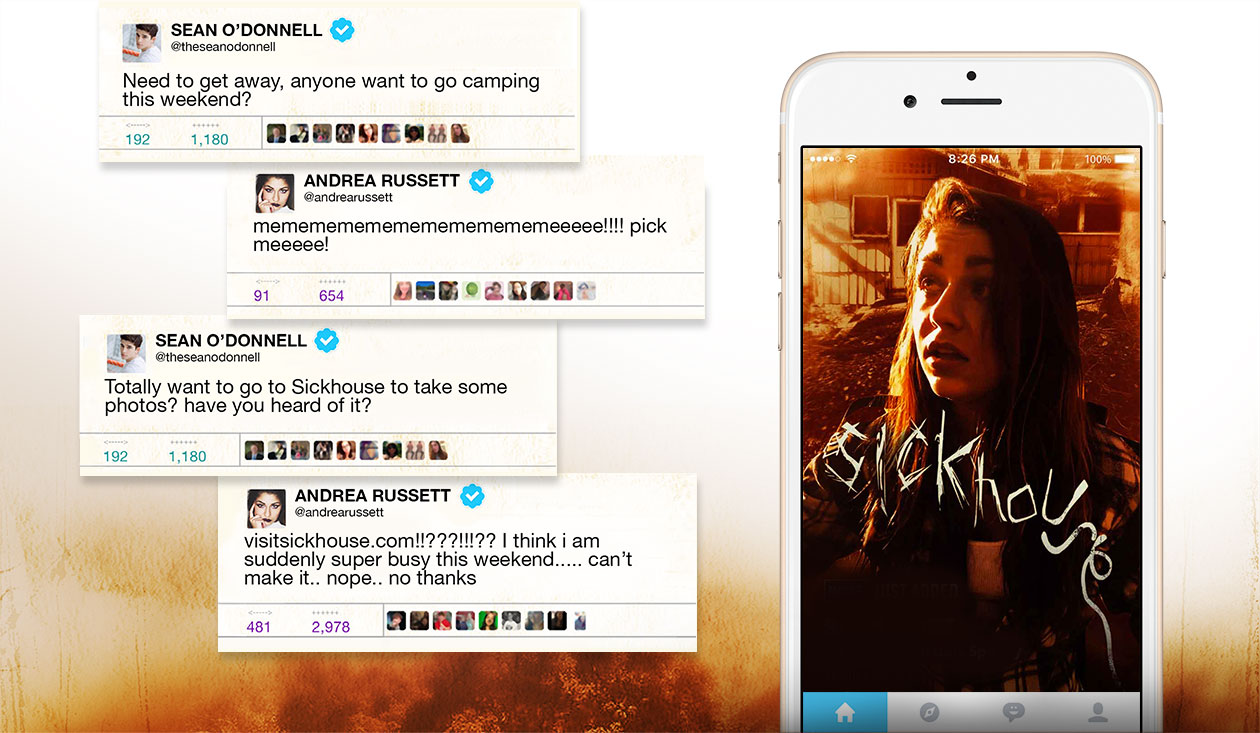 SEAN O’DONNELL
@theseanodonnell
Need to get away, anyone want to go camping
this weekend?
<-----> ++++++
192 1,180
ANDREA RUSSETT
@andrearussett
mememememememememememeeeee!!!! pick
meeeee!
<-----> ++++++
91 654
SEAN O’DONNELL
@theseanodonnell
Totally want to go to Sickhouse to take some
photos? have you heard of it?
<-----> ++++++
192 1,180
ANDREA RUSSETT
@andrearussett
visitsickhouse.com!!???!!!?? I think i am
suddenly super busy this weekend..... can’t
make it.. nope.. no thanks
<-----> ++++++
481 2,978
8:26 PM 100%
sickhouse
JUST ADDED